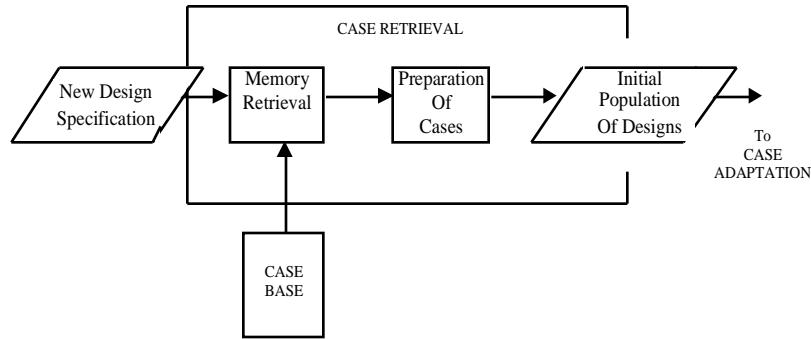 CASE RETRIEVAL
New Design
Specification
Memory
Retrieval
Preparation
Of
Cases
Initial
Population
Of Designs
To
CASE
ADAPTATION
CASE
BASE